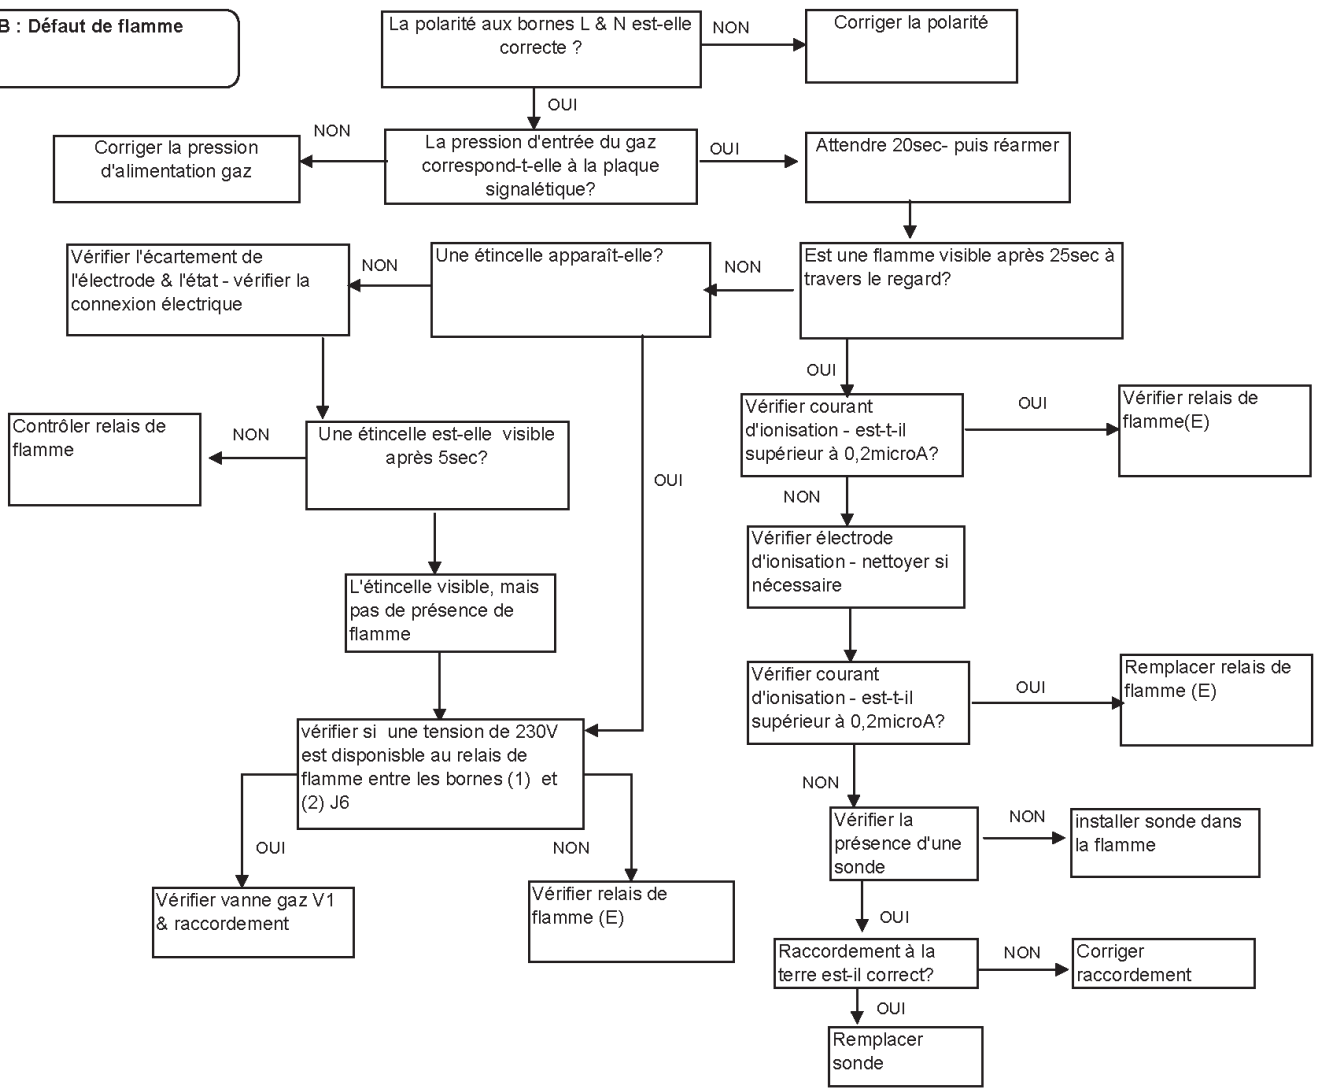 B : Défaut de flamme
La polarité aux bornes L & N est-elle
correcte ?
NON
Corriger la polarité
OUI
NON
Corriger la pression
d'alimentation gaz
La pression d'entrée du gaz
correspond-t-elle à la plaque
signalétique?
OUI
Attendre 20sec- puis réarmer
Vérifier l'écartement de
l'électrode & l'état - vérifier la
connexion électrique
NON
Une étincelle apparaît-elle?
NON
Est une flamme visible après 25sec à
travers le regard?
OUI
Contrôler relais de
flamme
NON
Une étincelle est-elle  visible
après 5sec?
OUI
Vérifier courant
d'ionisation - est-t-il
supérieur à 0,2microA?
OUI
Vérifier relais de
flamme(E)
NON
Vérifier électrode
d'ionisation - nettoyer si
nécessaire
L'étincelle visible, mais
pas de présence de
flamme
Vérifier courant
d'ionisation - est-t-il
supérieur à 0,2microA?
OUI
Remplacer relais de
flamme (E)
vérifier si  une tension de 230V
est disponisble au relais de
flamme entre les bornes (1)  et
(2) J6
NON
OUI
NON
Vérifier la
présence d'une
sonde
NON
installer sonde dans
la flamme
Vérifier vanne gaz V1
& raccordement
Vérifier relais de
flamme (E)
OUI
Raccordement à la
terre est-il correct?
NON
Corriger
raccordement
OUI
Remplacer
sonde